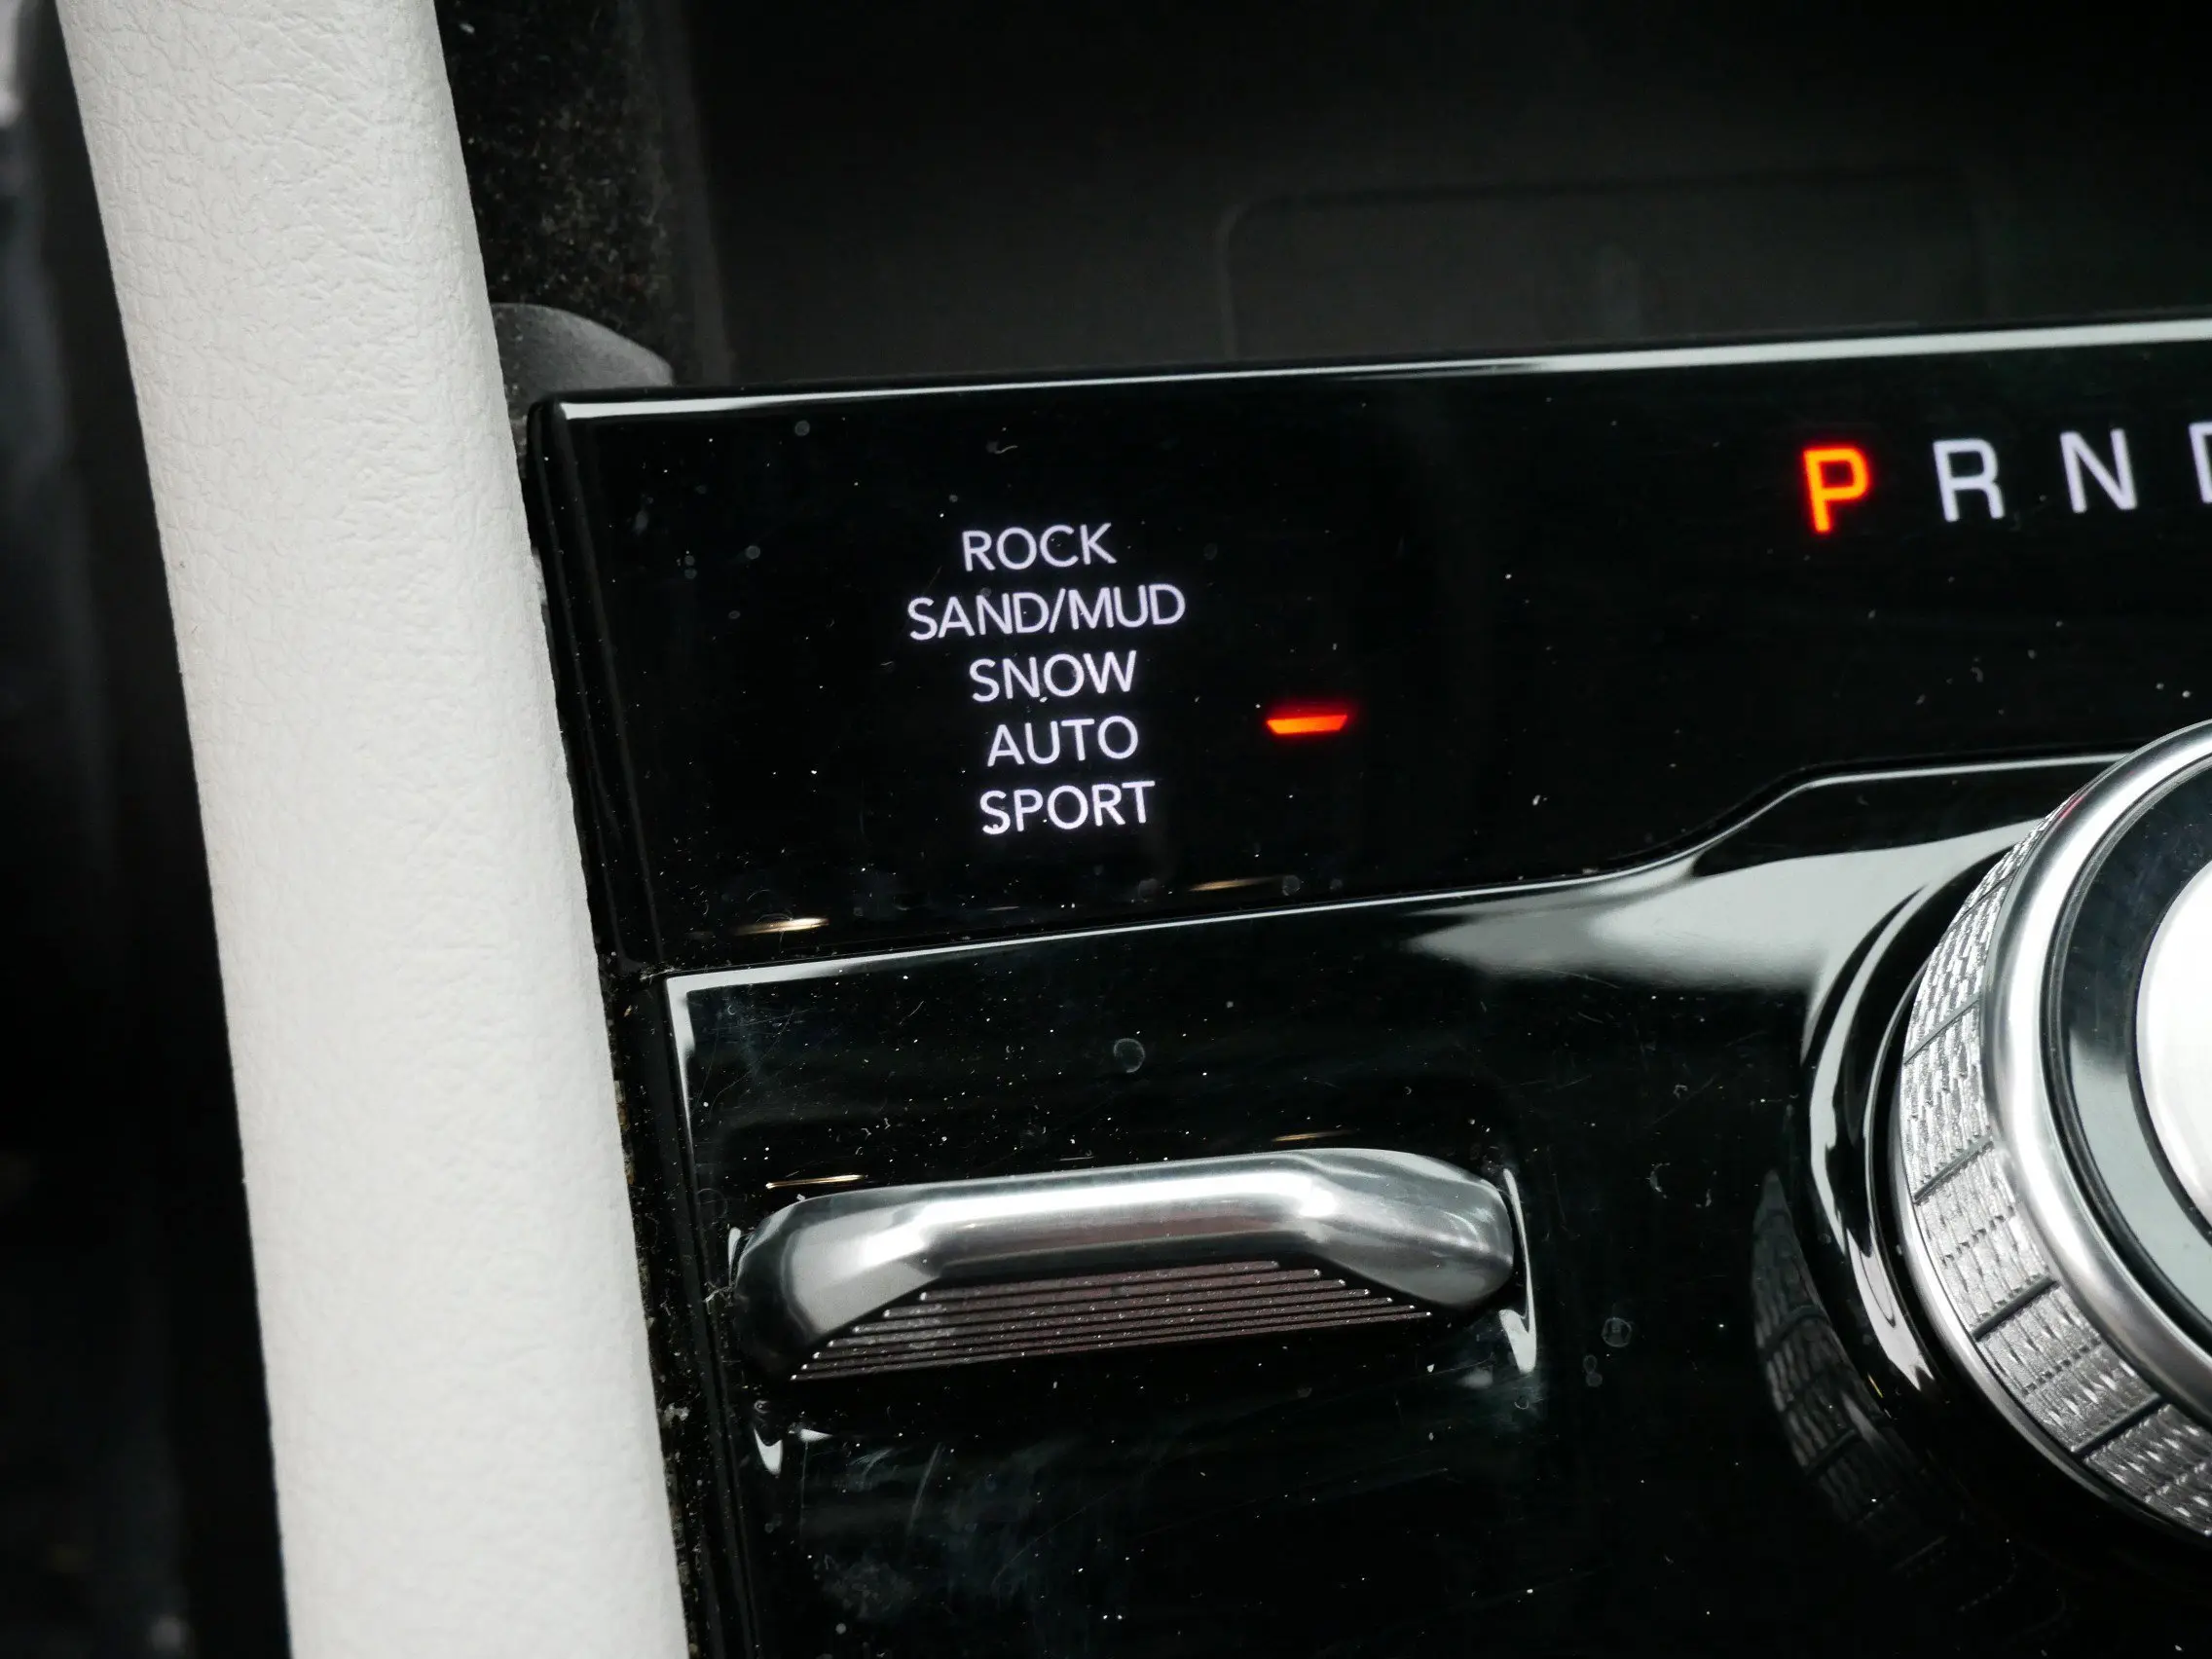 P R N D
ROCK
SAND/MUD
SNOW
AUTO
SPORT